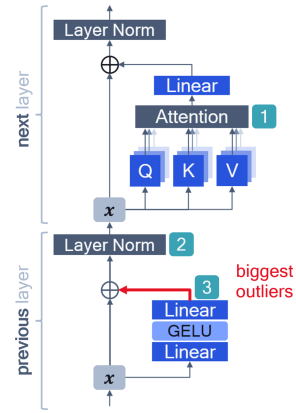 Layer Norm
Linear
Attention
1
Q
K
V
x
next layer
Layer Norm
2
3
biggest
outliers
Linear
GELU
Linear
x
previous layer